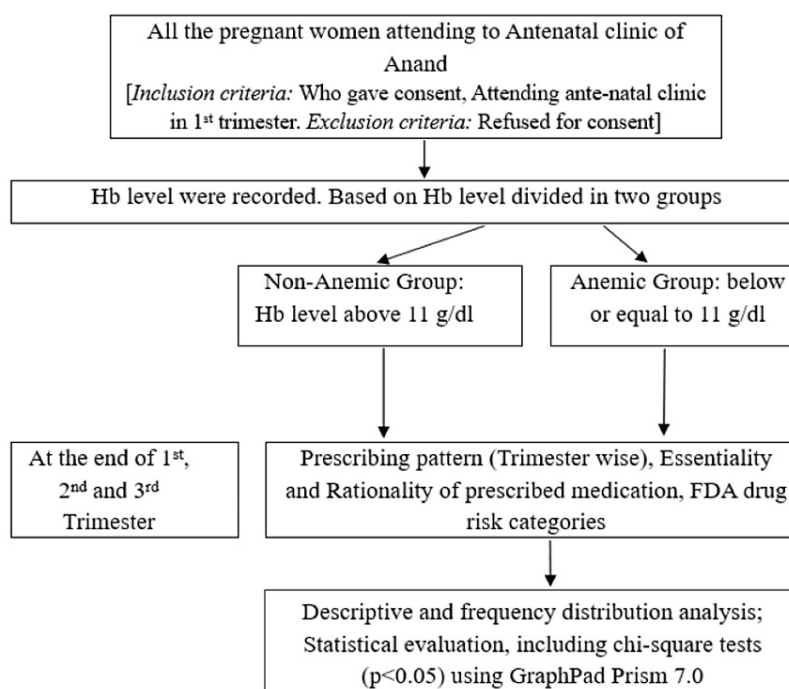 All the pregnant women attending to Antenatal clinic of
Anand
[Inclusion criteria: Who gave consent, Attending ante-natal clinic
in 1st trimester. Exclusion criteria: Refused for consent]
Hb level were recorded. Based on Hb level divided in two groups
Non-Anemic Group:
Hb level above 11 g/dl
Anemic Group: below
or equal to 11 g/dl
At the end of 1st,
2nd and 3rd
Trimester
Prescribing pattern (Trimester wise), Essentiality
and Rationality of prescribed medication, FDA drug
risk categories
Descriptive and frequency distribution analysis;
Statistical evaluation, including chi-square tests
(p<0.05) using GraphPad Prism 7.0